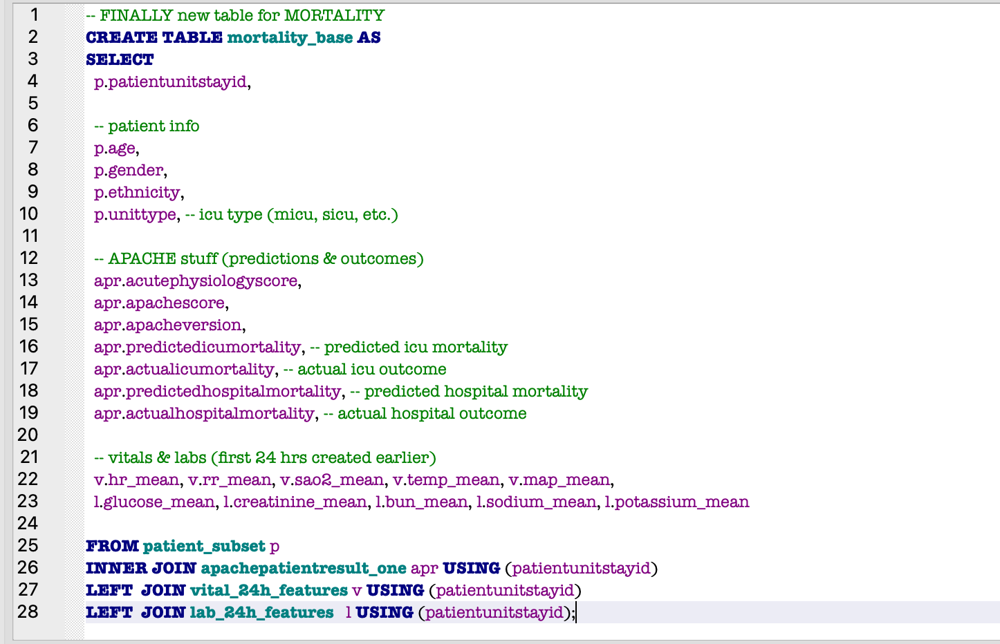 1 -- FINALLY new table for MORTALITY
2 CREATE TABLE mortality_base AS
3 SELECT
4 p.patientunitstayid,
5
6 -- patient info
7 p.age,
8 p.gender,
9 p.ethnicity,
10 p.unittype, -- icu type (micu, sicu, etc.)
11
12 -- APACHE stuff (predictions & outcomes)
13 apr.acutephysiologyscore,
14 apr.apachescore,
15 apr.apacheversion,
16 apr.predictedicumortality, -- predicted icu mortality
17 apr.actualicumortality, -- actual icu outcome
18 apr.predictedhospitalmortality, -- predicted hospital mortality
19 apr.actualhospitalmortality, -- actual hospital outcome
20
21 -- vitals & labs (first 24 hrs created earlier)
22 v.hr_mean, v.rr_mean, v.sao2_mean, v.temp_mean, v.map_mean,
23 l.glucose_mean, l.creatinine_mean, l.bun_mean, l.sodium_mean, l.potassium_mean
24
25 FROM patient_subset p
26 INNER JOIN apachepatientresult_one apr USING (patientunitstayid)
27 LEFT  JOIN vital_24h_features v USING (patientunitstayid)
28 LEFT  JOIN lab_24h_features   l USING (patientunitstayid);